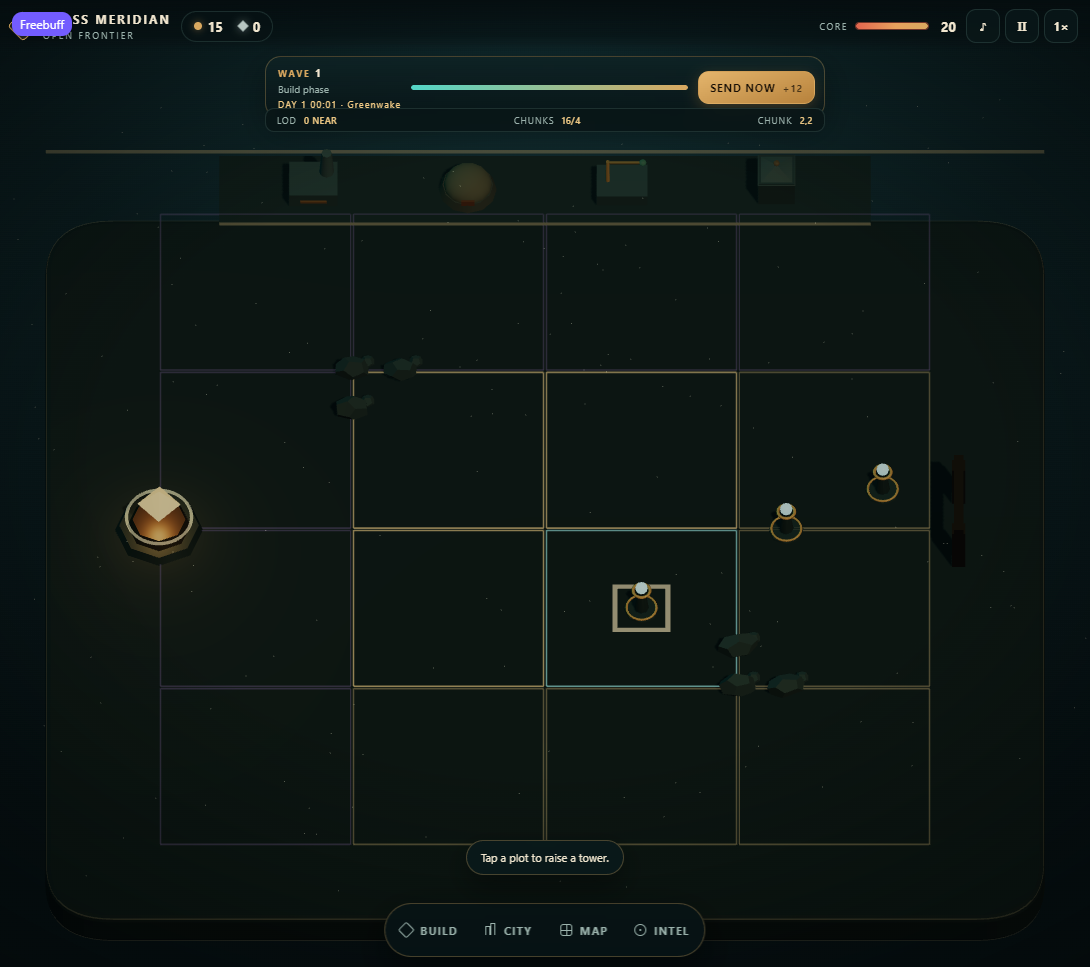 Freebuff
SS MERIDIAN
OPEN FRONTIER
15
0
CORE
20
1×
WAVE 1
Build phase
DAY 1 00:01 · Greenwake
SEND NOW +12
LOD 0 NEAR
CHUNKS 16/4
CHUNK 2,2
Tap a plot to raise a tower.
BUILD
CITY
MAP
INTEL